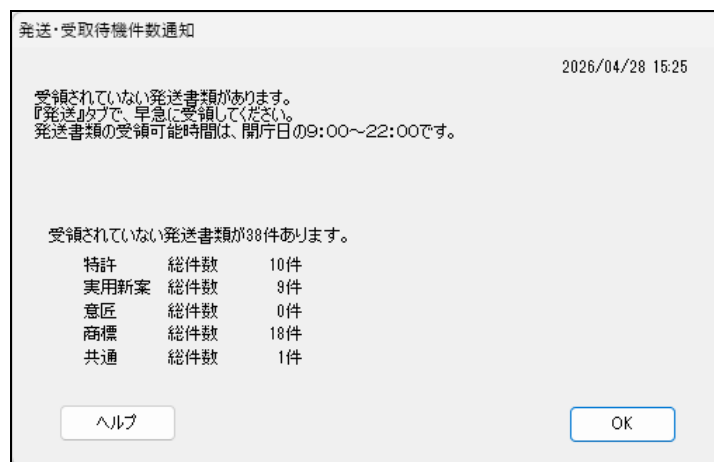 発送・受取待機件数通知
2026/04/28 15:25
受領されていない発送書類があります。
『発送』タブで、早急に受領してください。
発送書類の受領可能時間は、開庁日の9:00～22:00です。
受領されていない発送書類が38件あります。
特許 総件数 10件
実用新案 総件数 9件
意匠 総件数 0件
商標 総件数 18件
共通 総件数 1件
ヘルプ OK